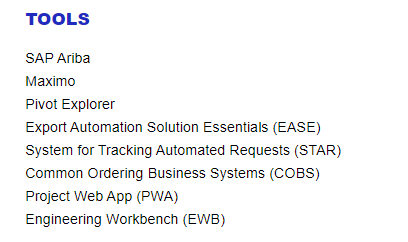 TOOLS
SAP Ariba
Maximo
Pivot Explorer
Export Automation Solution Essentials (EASE)
System for Tracking Automated Requests (STAR)
Common Ordering Business Systems (COBS)
Project Web App (PWA)
Engineering Workbench (EWB)